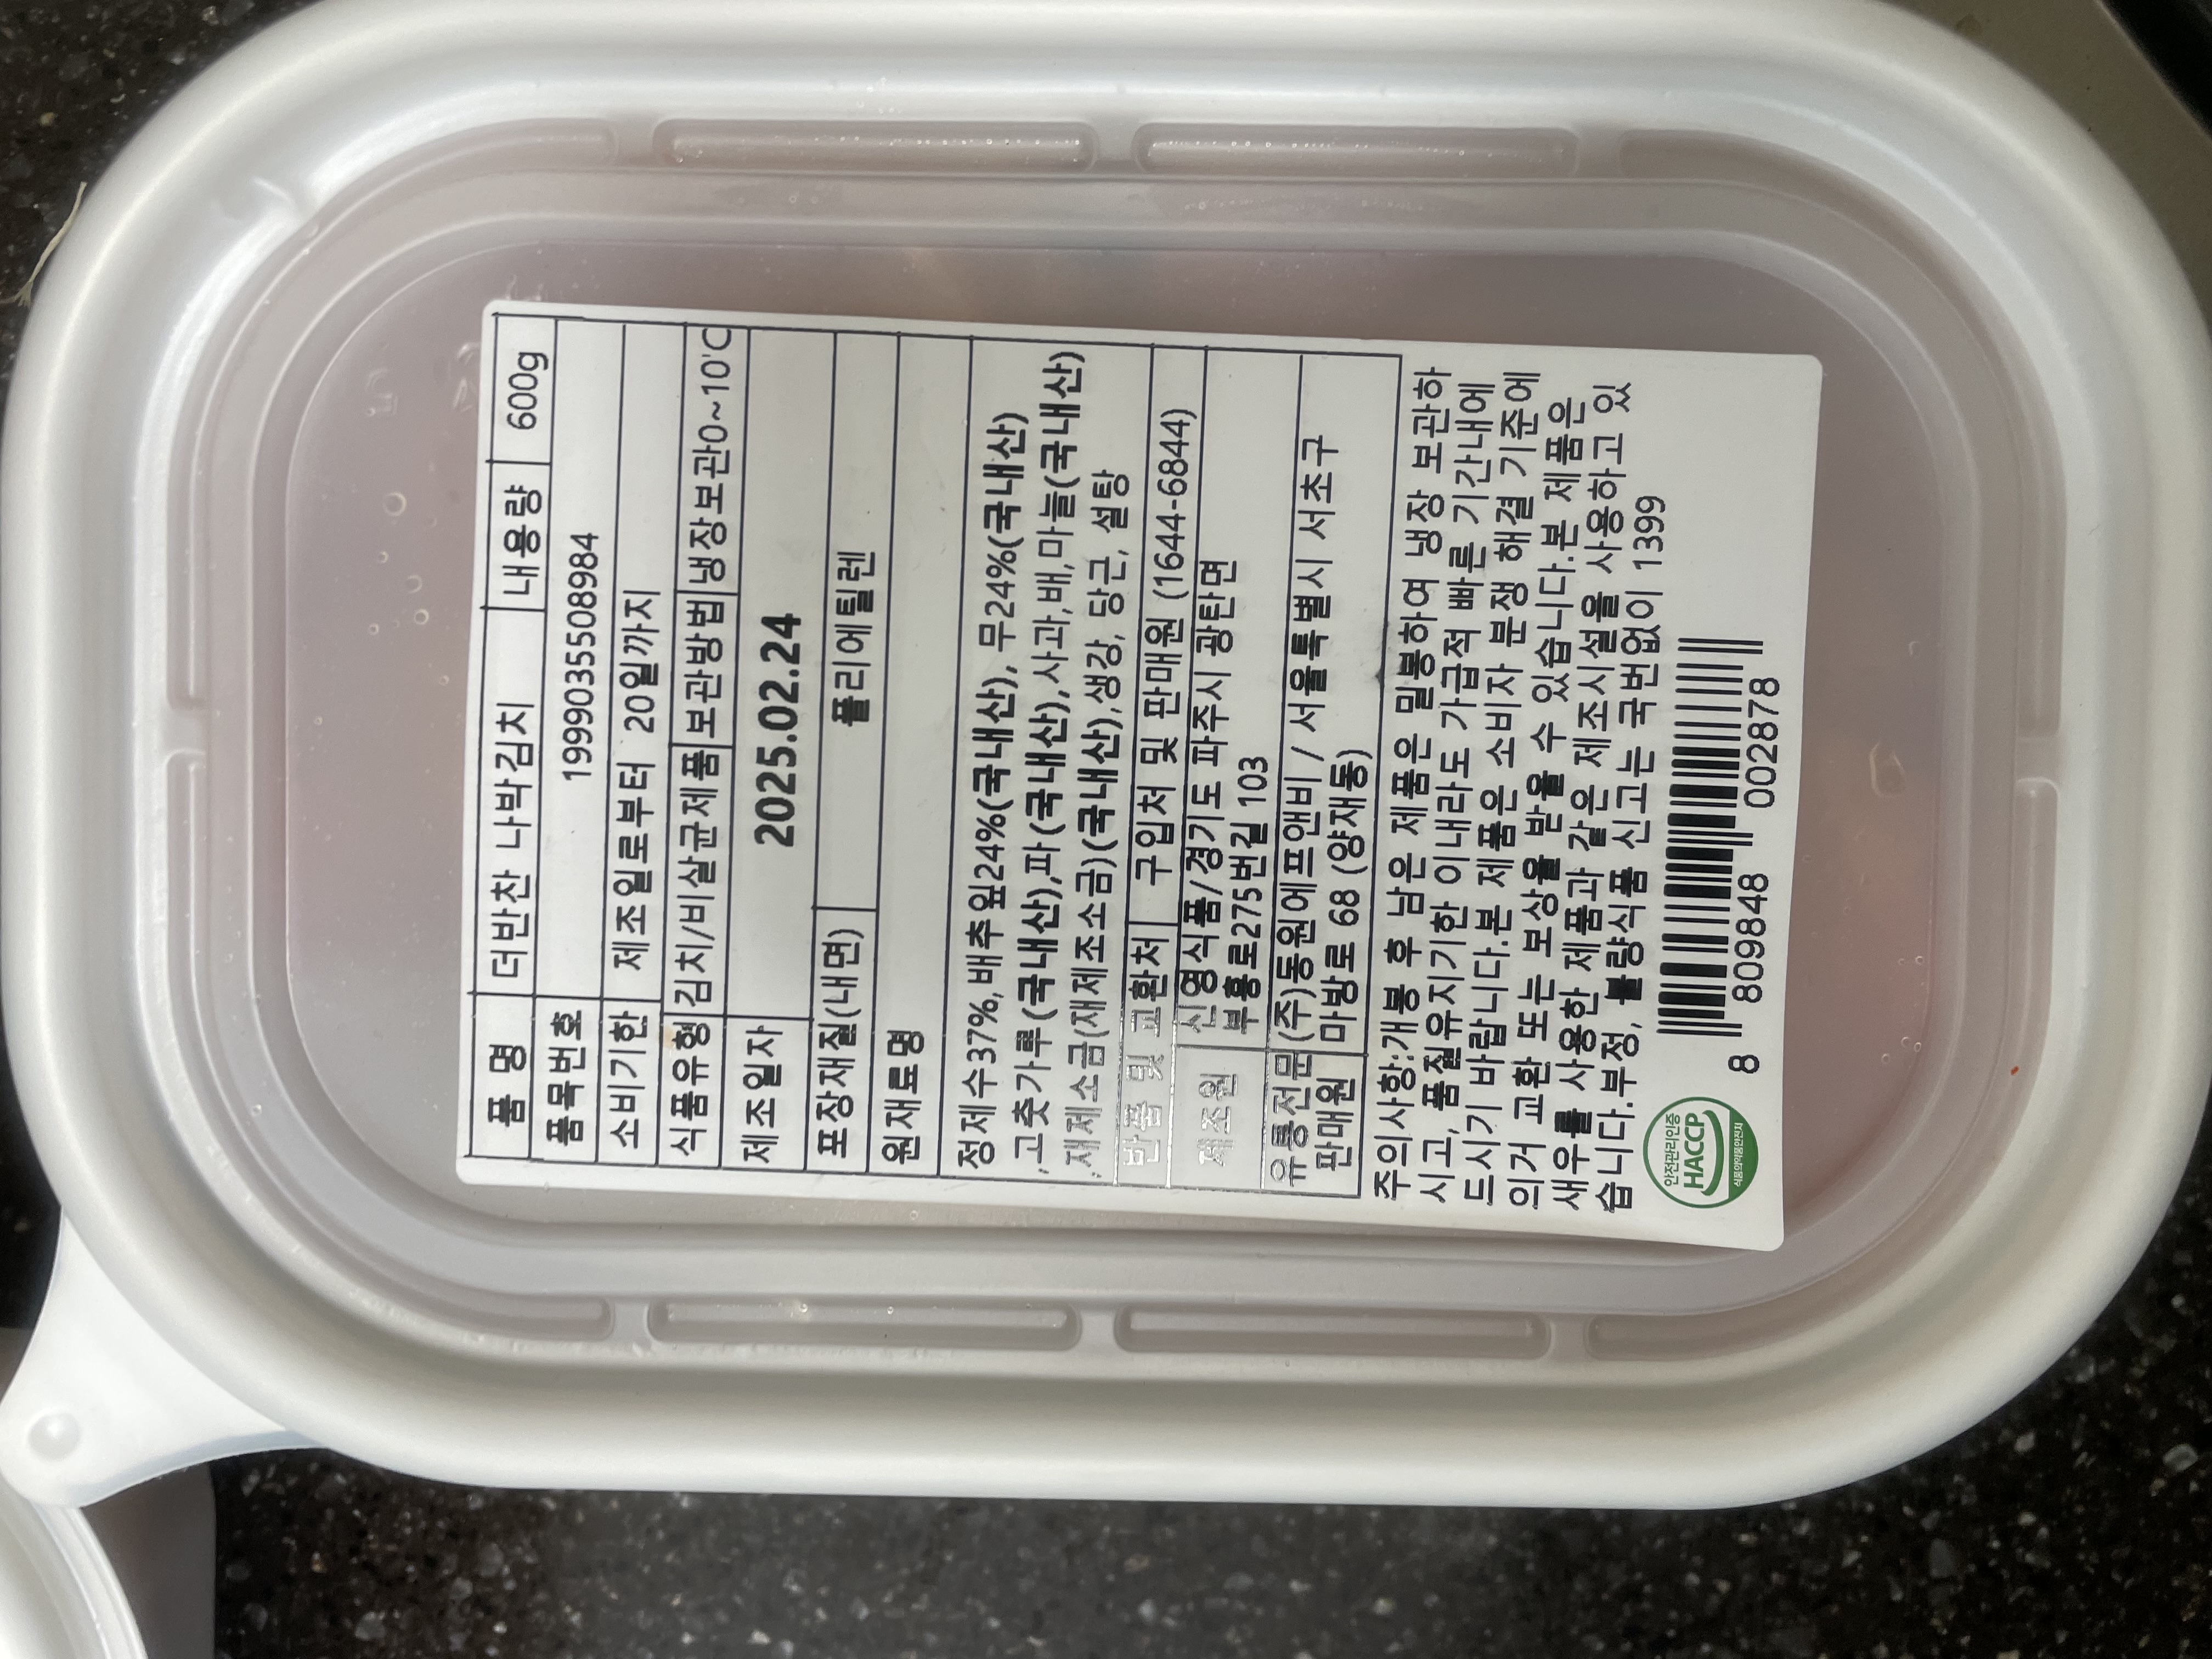 품 명 더반찬 나박김치 내용량 600g
품목번호 199903550​8984
소비기한 제조일로부터 20일까지
식품유형 김치/비살균제품 보관방법 냉장보관0~10'C
제조일자 2025.02.24
포장재질(내면) 폴리에틸렌
원재료명
정제수37%, 배추잎24%(국내산), 무24%(국내산)
,고춧가루(국내산),파(국내산),사과,배,마늘(국내산)
,재제소금(재제조소금)(국내산),생강, 당근, 설탕
반품 및 교환처 구입처 및 판매원 (1644-6844)
제조원 신영식품/경기도 파주시 광탄면
부흥로275번길 103
유통전문 (주)동원에프앤비 / 서울특별시 서초구
판매원 마방로 68 (양재동)
주의사항:개봉 후 남은 제품은 밀봉하여 냉장 보관하
시고, 품질유지기한 이내라도 가급적 빠른 기간내에
드시기 바랍니다.본 제품은 소비자 분쟁 해결 기준에
의거 교환 또는 보상을 받을 수 있습니다.본 제품은
새우를 사용한 제품과 같은 제조시설을 사용하고 있
습니다.부정, 불량식품 신고는 국번없이 1399
안전관리인증
HACCP
식품의약품안전처
8 809848 002878